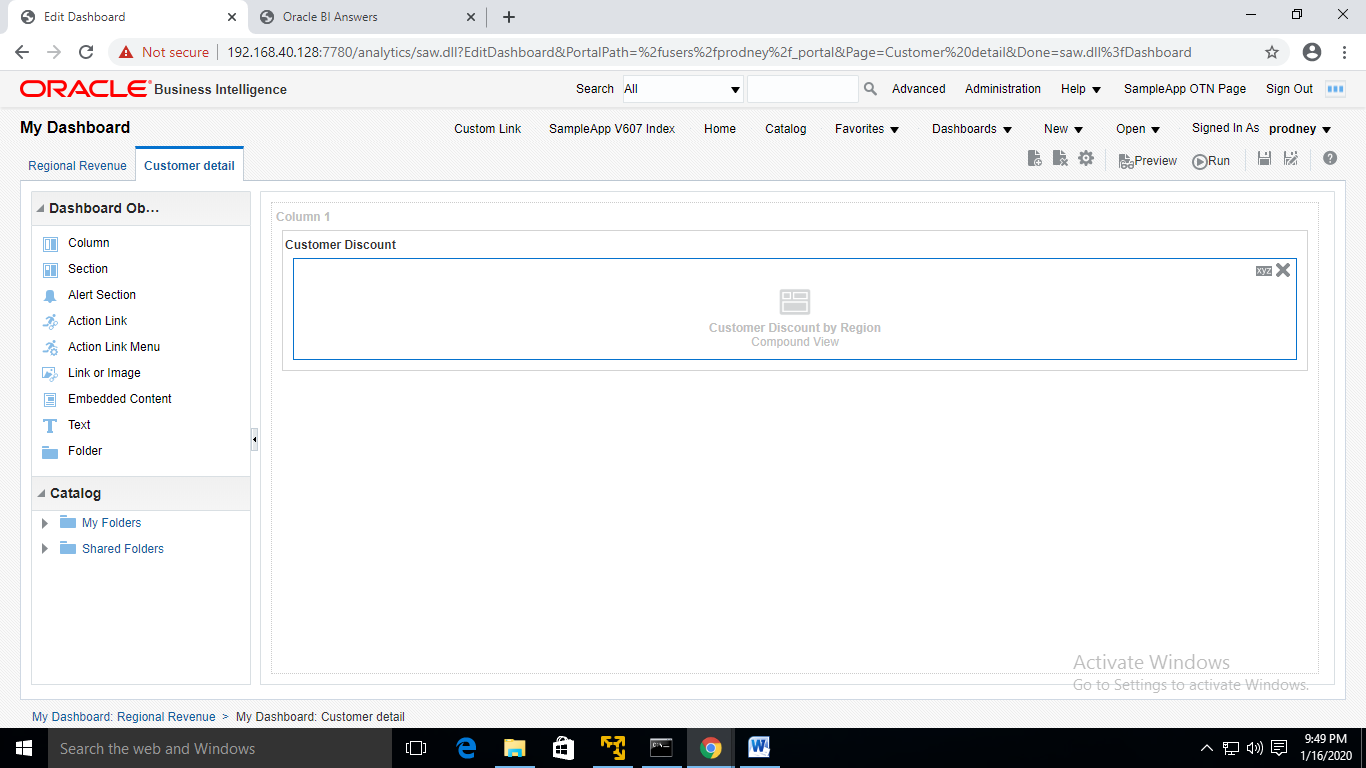 Edit Dashboard
Oracle BI Answers
Not secure
192.168.40.128:7780/analytics/saw.dll?EditDashboard&PortalPath=%2fusers%2fprodney%2f_portal&Page=Customer%20detail&Done=saw.dll%3fDashboard
ORACLE Business Intelligence
Search All Advanced Administration Help SampleApp OTN Page Sign Out
My Dashboard
Custom Link SampleApp V607 Index Home Catalog Favorites Dashboards New Open Signed In As prodney
Regional Revenue Customer detail
Preview Run
Dashboard Ob...
Column
Section
Alert Section
Action Link
Action Link Menu
Link or Image
Embedded Content
Text
Folder
Catalog
My Folders
Shared Folders
Column 1
Customer Discount
xyz
Customer Discount by Region
Compound View
Activate Windows
Go to Settings to activate Windows.
My Dashboard: Regional Revenue > My Dashboard: Customer detail
Search the web and Windows
9:49 PM
1/16/2020